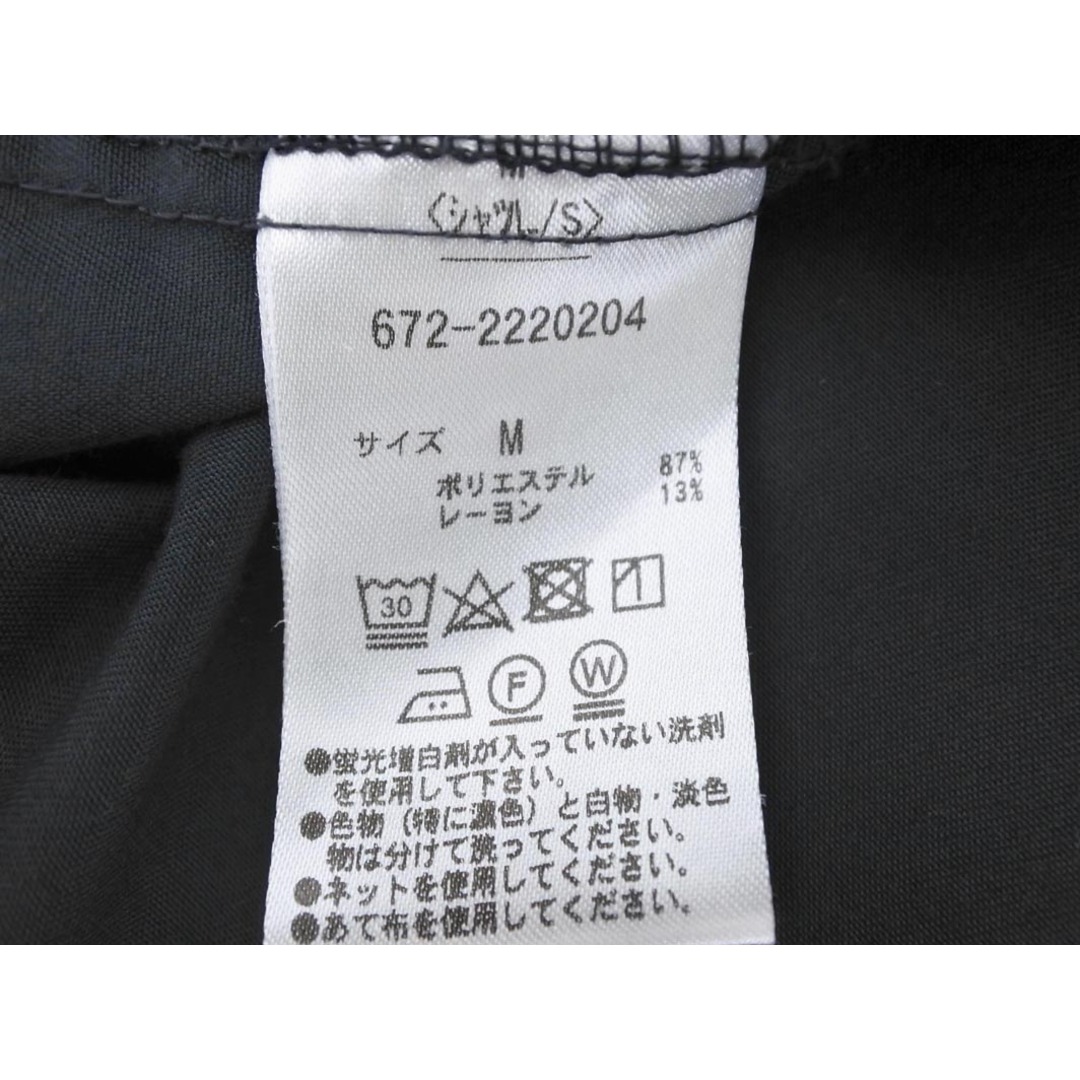 〈シャツL/S〉
672-2220204
サイズ M
ポリエステル 87%
レーヨン 13%
30
1
F W
●蛍光増白剤が入っていない洗剤
を使用して下さい。
●色物（特に濃色）と白物・淡色
物は分けて洗ってください。
●ネットを使用してください。
●あて布を使用してください。